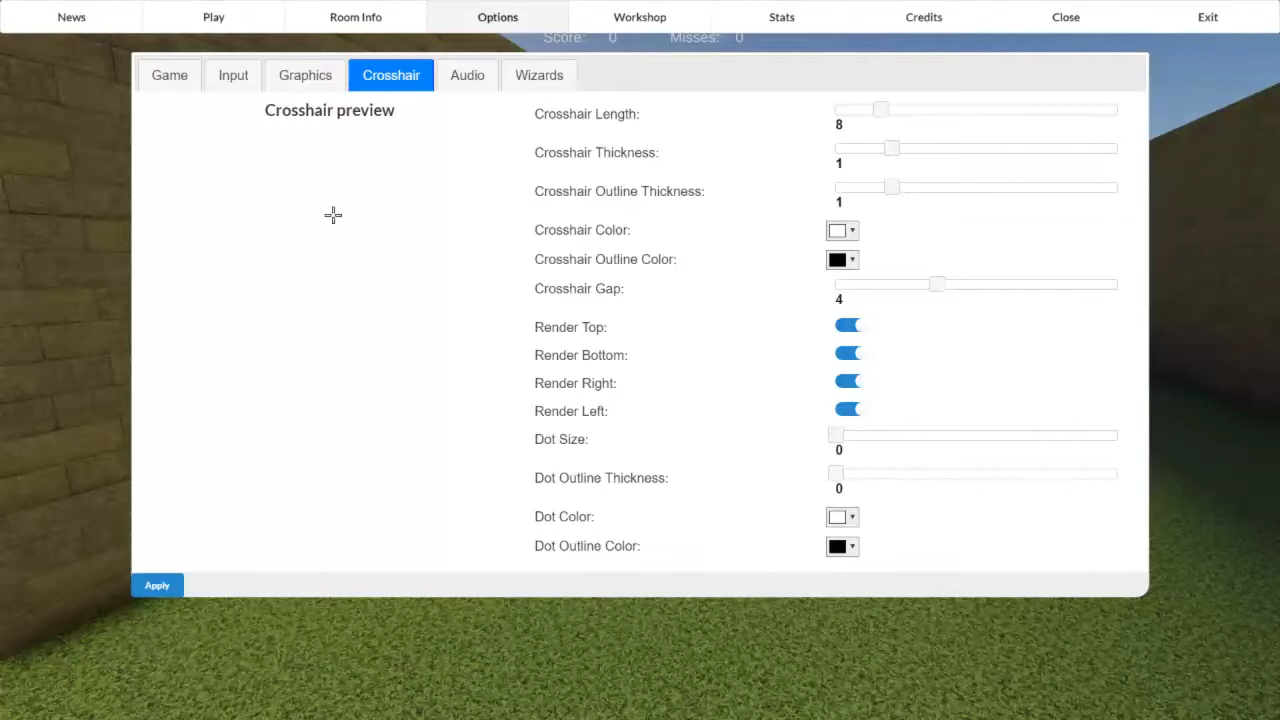 News Play Room Info Options Workshop Stats Credits Close Exit
Score: 0 Misses: 0
Game Input Graphics Crosshair Audio Wizards
Crosshair preview
Crosshair Length:
8
Crosshair Thickness:
1
Crosshair Outline Thickness:
1
Crosshair Color:
Crosshair Outline Color:
Crosshair Gap:
4
Render Top:
Render Bottom:
Render Right:
Render Left:
Dot Size:
0
Dot Outline Thickness:
0
Dot Color:
Dot Outline Color:
Apply